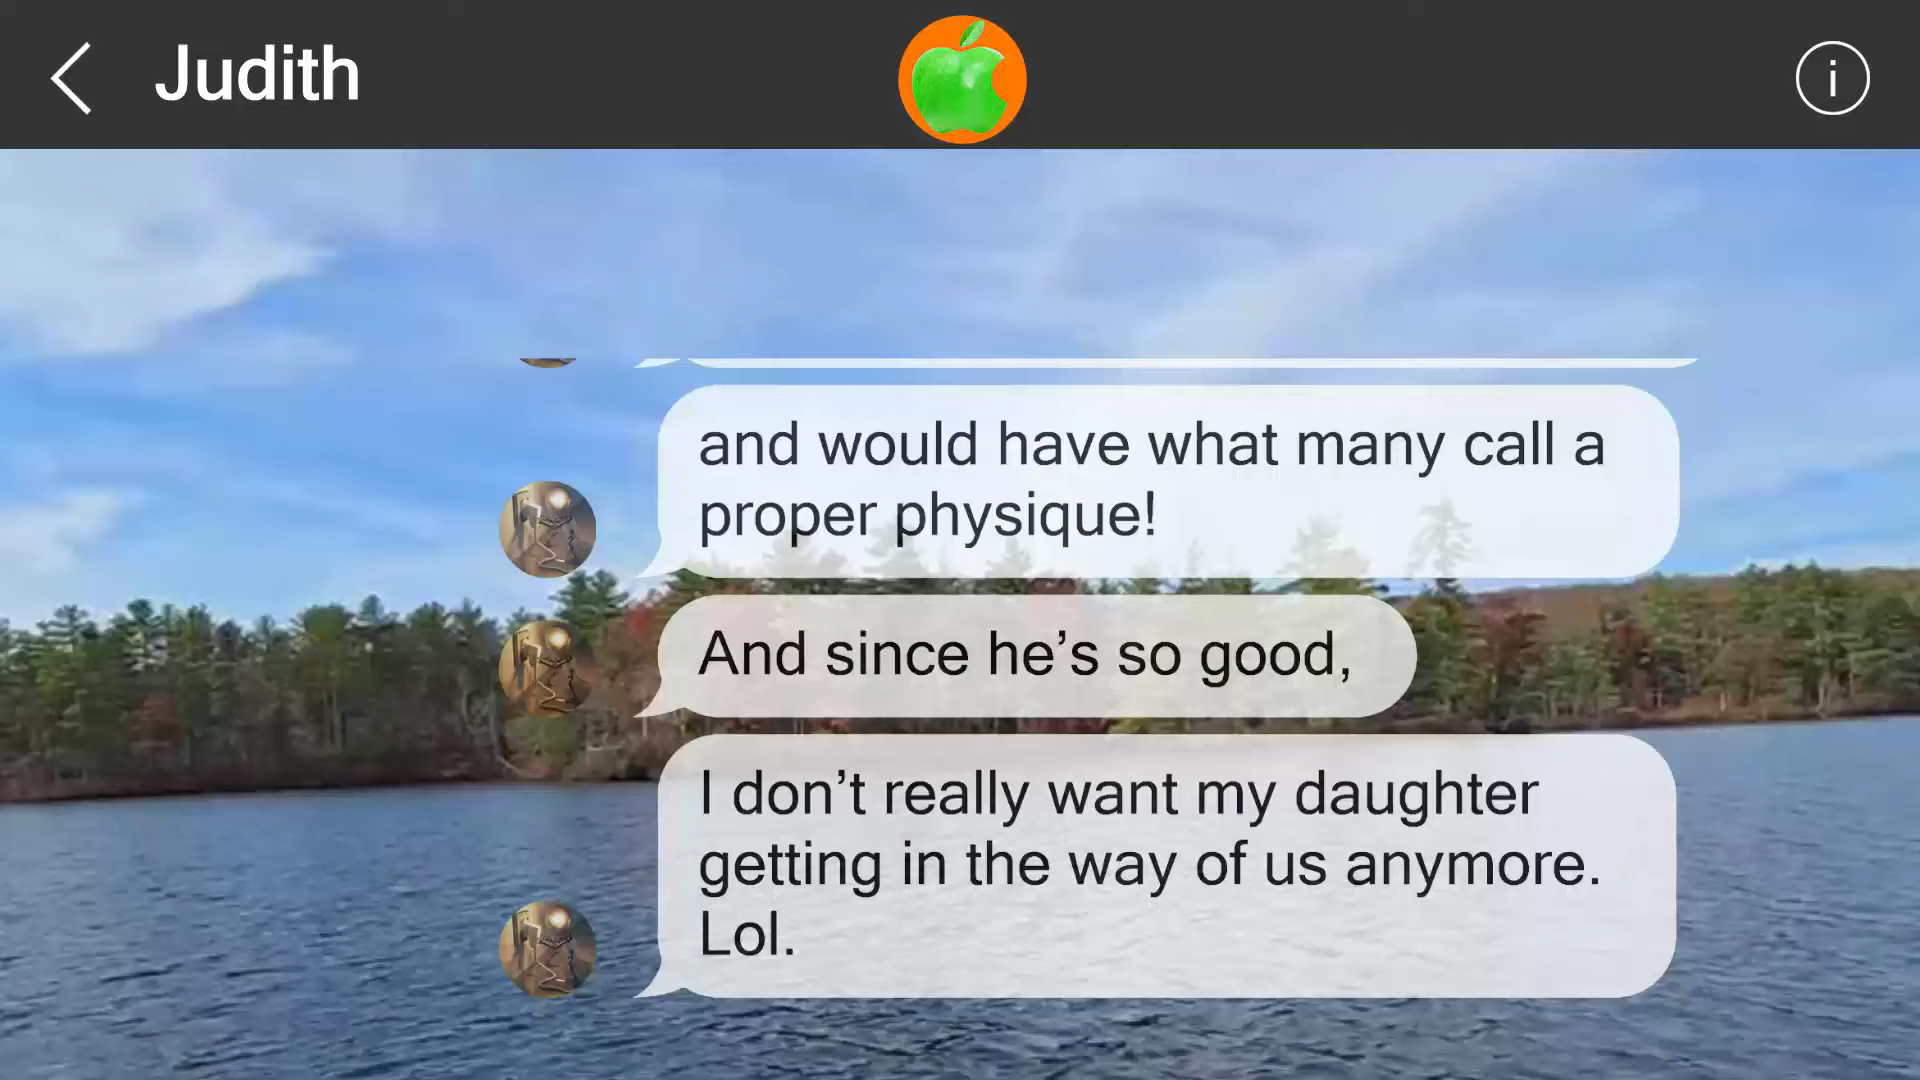 Judith
and would have what many call a
proper physique!
And since he’s so good,
I don’t really want my daughter
getting in the way of us anymore.
Lol.